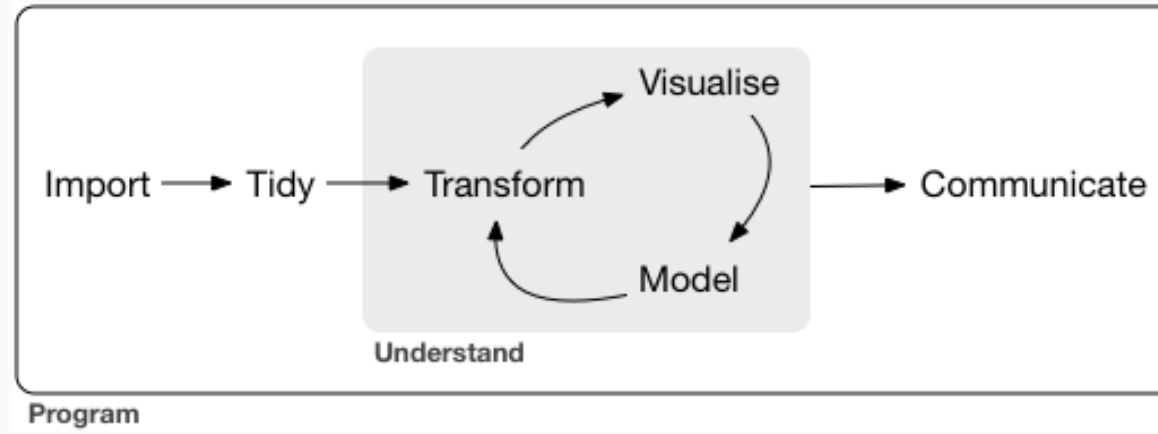 Visualise
Import Tidy Transform Communicate
Model
Understand
Program